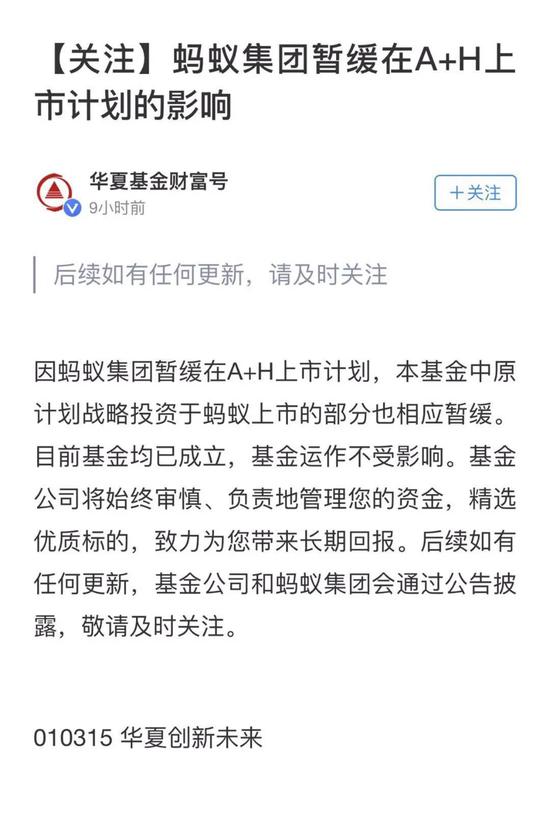 【关注】蚂蚁集团暂缓在A+H上
市计划的影响
华夏基金财富号
9小时前
＋关注
后续如有任何更新，请及时关注
因蚂蚁集团暂缓在A+H上市计划，本基金中原
计划战略投资于蚂蚁上市的部分也相应暂缓。
目前基金均已成立，基金运作不受影响。基金
公司将始终审慎、负责地管理您的资金，精选
优质标的，致力为您带来长期回报。后续如有
任何更新，基金公司和蚂蚁集团会通过公告披
露，敬请及时关注。
010315 华夏创新未来